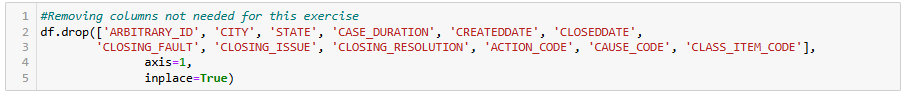 1 #Removing columns not needed for this exercise
2 df.drop(['ARBITRARY_ID', 'CITY', 'STATE', 'CASE_DURATION', 'CREATEDDATE', 'CLOSEDDATE',
3 'CLOSING_FAULT', 'CLOSING_ISSUE', 'CLOSING_RESOLUTION', 'ACTION_CODE', 'CAUSE_CODE', 'CLASS_ITEM_CODE'],
4 axis=1,
5 inplace=True)